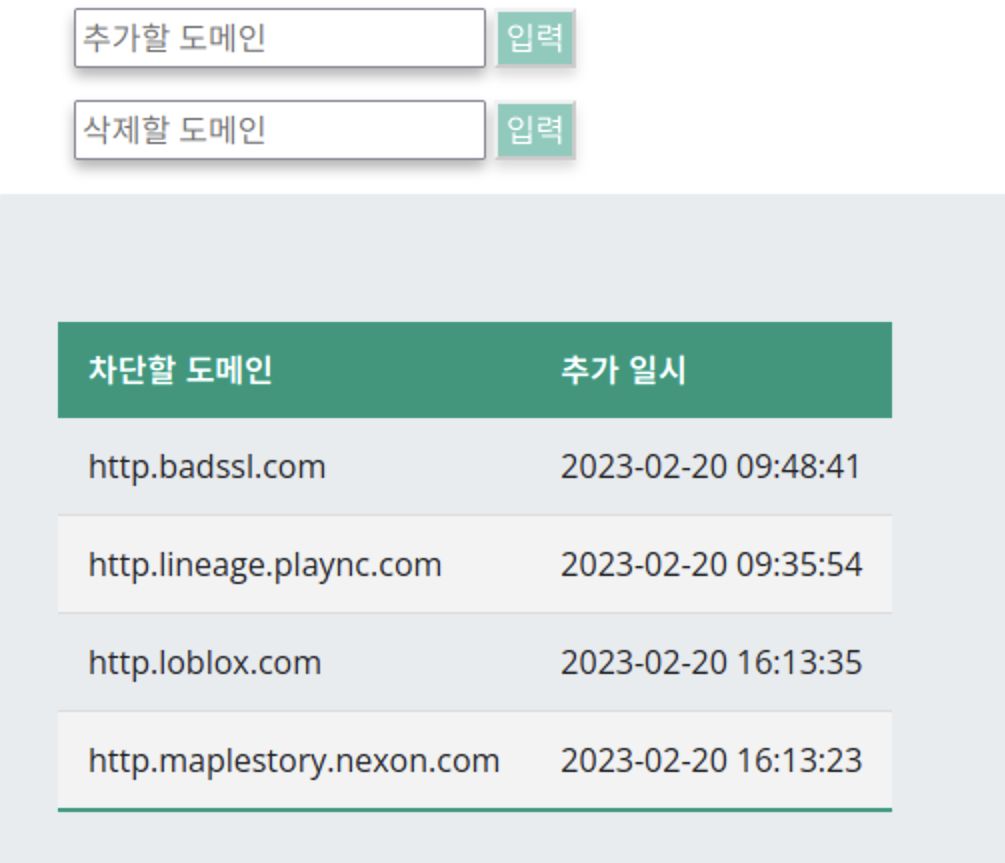 추가할 도메인 입력
삭제할 도메인 입력
차단할 도메인 추가 일시
http.badssl.com 2023-02-20 09:48:41
http.lineage.plaync.com 2023-02-20 09:35:54
http.loblox.com 2023-02-20 16:13:35
http.maplestory.nexon.com 2023-02-20 16:13:23